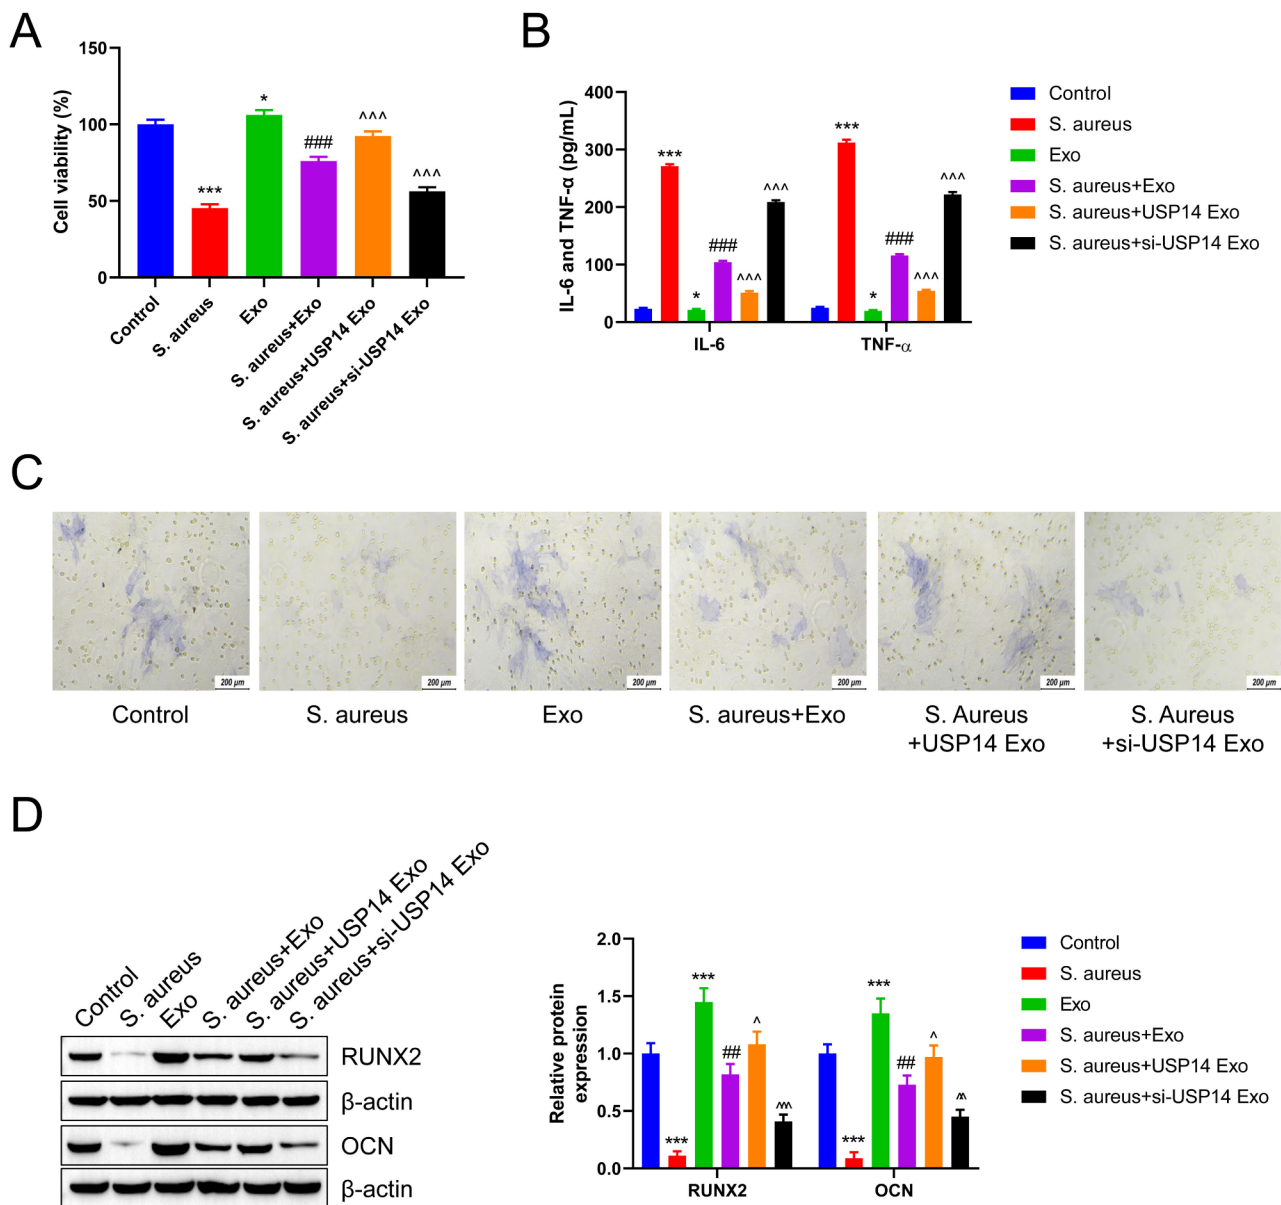 A
Cell viability (%)
150
100
50
0
***
*
###
^^^
^^^
Control
S. aureus
Exo
S. aureus+Exo
S. aureus+USP14 Exo
S. aureus+si-USP14 Exo
B
IL-6 and TNF-α (pg/mL)
400
300
200
100
0
***
*
###
^^^
^^^
***
*
###
^^^
^^^
IL-6
TNF-α
Control
S. aureus
Exo
S. aureus+Exo
S. aureus+USP14 Exo
S. aureus+si-USP14 Exo
C
200 µm
200 µm
200 µm
200 µm
200 µm
200 µm
Control
S. aureus
Exo
S. aureus+Exo
S. Aureus
+USP14 Exo
S. Aureus
+si-USP14 Exo
D
Control
S. aureus
Exo
S. aureus+Exo
S. aureus+USP14 Exo
S. aureus+si-USP14 Exo
RUNX2
β-actin
OCN
β-actin
Relative protein
expression
2.0
1.5
1.0
0.5
0.0
***
***
##
^
^^^
***
***
##
^
^^
RUNX2
OCN
Control
S. aureus
Exo
S. aureus+Exo
S. aureus+USP14 Exo
S. aureus+si-USP14 Exo